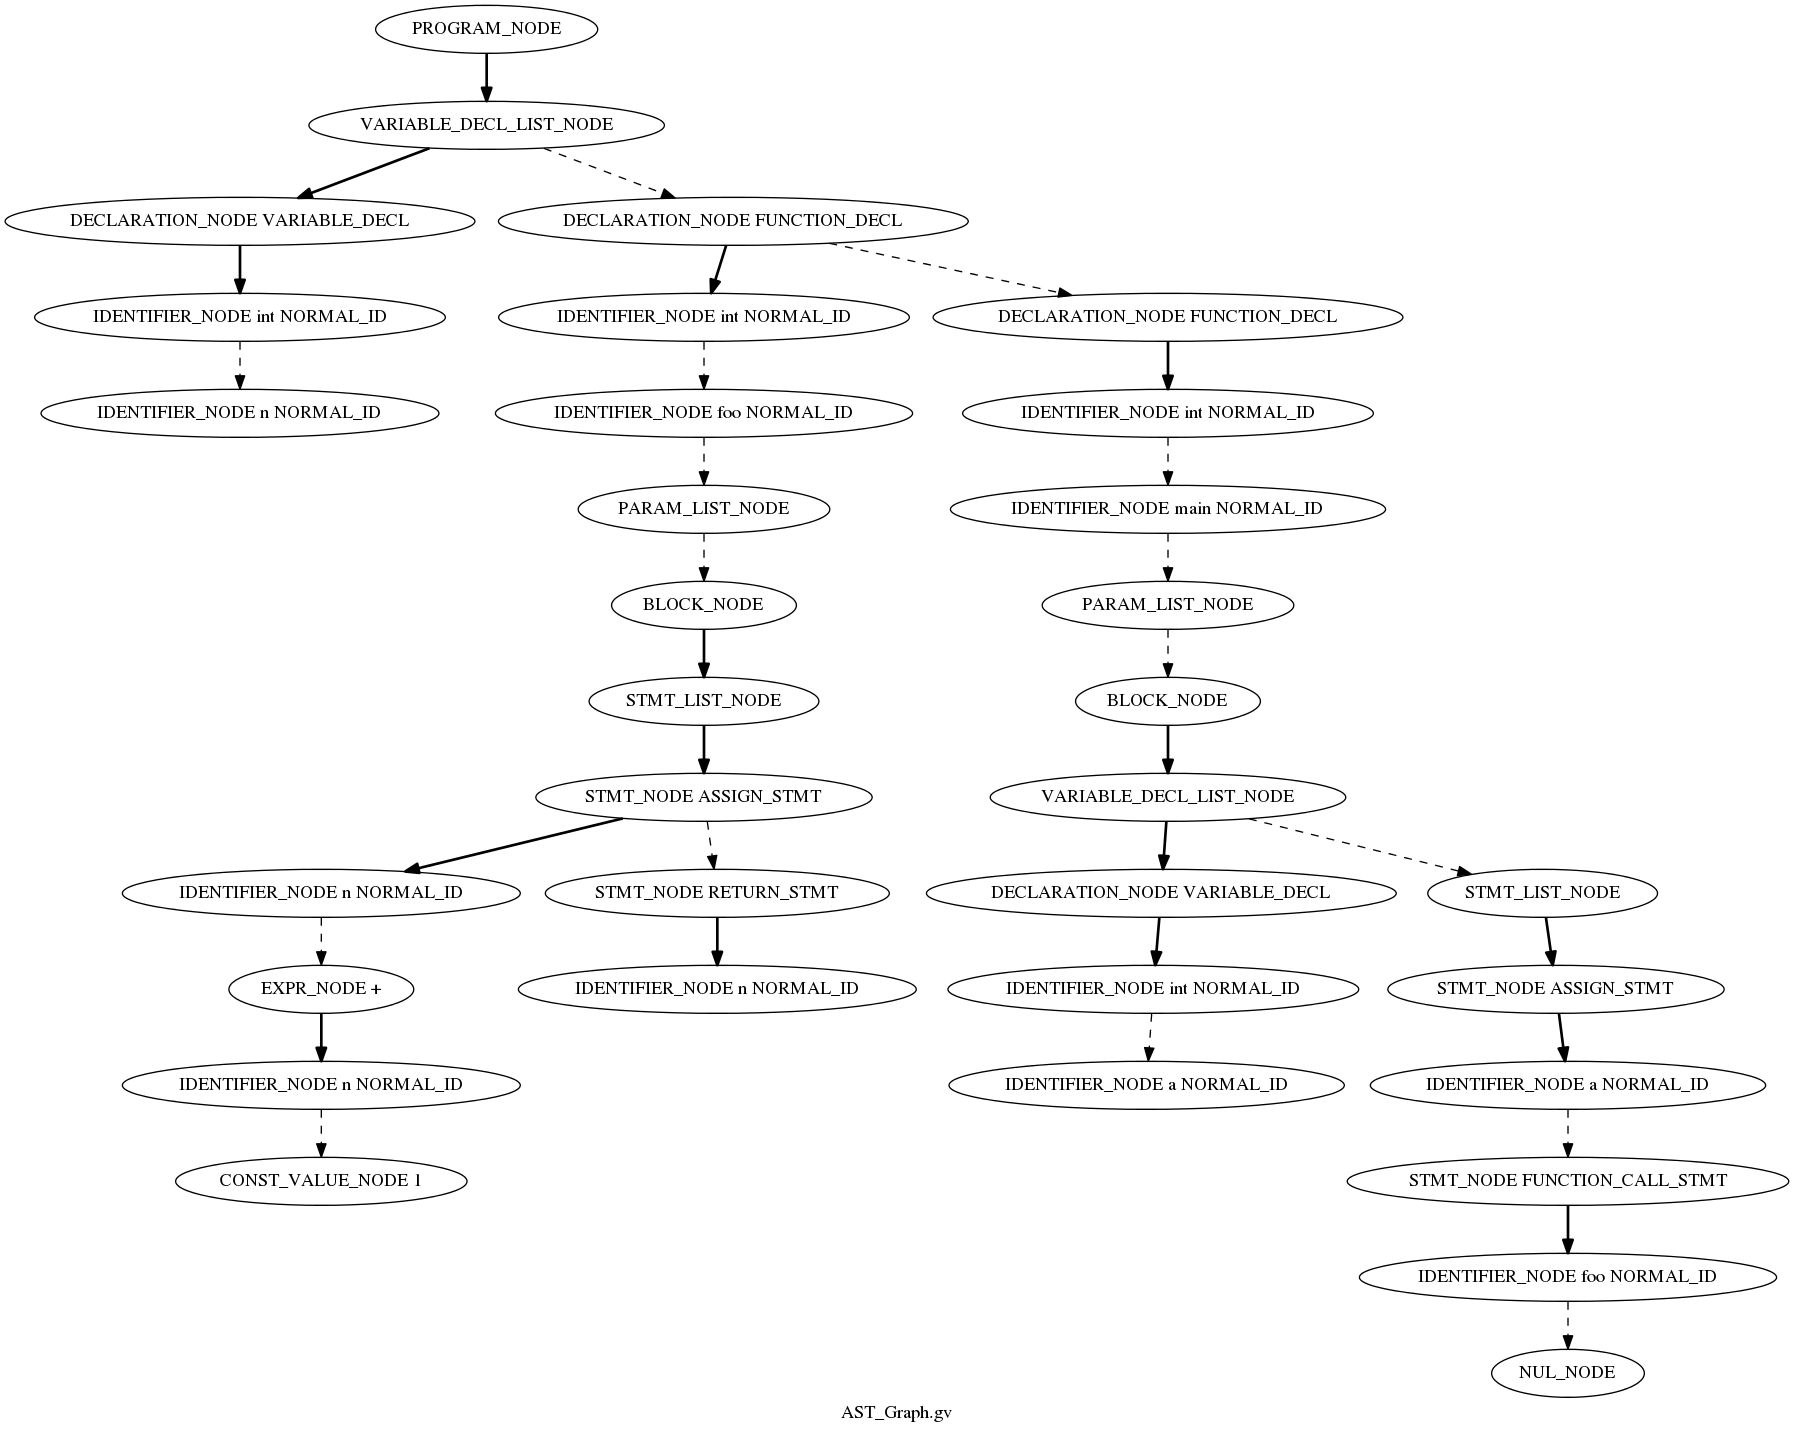 PROGRAM_NODE
VARIABLE_DECL_LIST_NODE
DECLARATION_NODE VARIABLE_DECL
DECLARATION_NODE FUNCTION_DECL
IDENTIFIER_NODE int NORMAL_ID
IDENTIFIER_NODE int NORMAL_ID
DECLARATION_NODE FUNCTION_DECL
IDENTIFIER_NODE n NORMAL_ID
IDENTIFIER_NODE foo NORMAL_ID
IDENTIFIER_NODE int NORMAL_ID
PARAM_LIST_NODE
IDENTIFIER_NODE main NORMAL_ID
BLOCK_NODE
PARAM_LIST_NODE
STMT_LIST_NODE
BLOCK_NODE
STMT_NODE ASSIGN_STMT
VARIABLE_DECL_LIST_NODE
IDENTIFIER_NODE n NORMAL_ID
STMT_NODE RETURN_STMT
DECLARATION_NODE VARIABLE_DECL
STMT_LIST_NODE
EXPR_NODE +
IDENTIFIER_NODE n NORMAL_ID
IDENTIFIER_NODE int NORMAL_ID
STMT_NODE ASSIGN_STMT
IDENTIFIER_NODE n NORMAL_ID
IDENTIFIER_NODE a NORMAL_ID
IDENTIFIER_NODE a NORMAL_ID
CONST_VALUE_NODE 1
STMT_NODE FUNCTION_CALL_STMT
IDENTIFIER_NODE foo NORMAL_ID
NUL_NODE
AST_Graph.gv